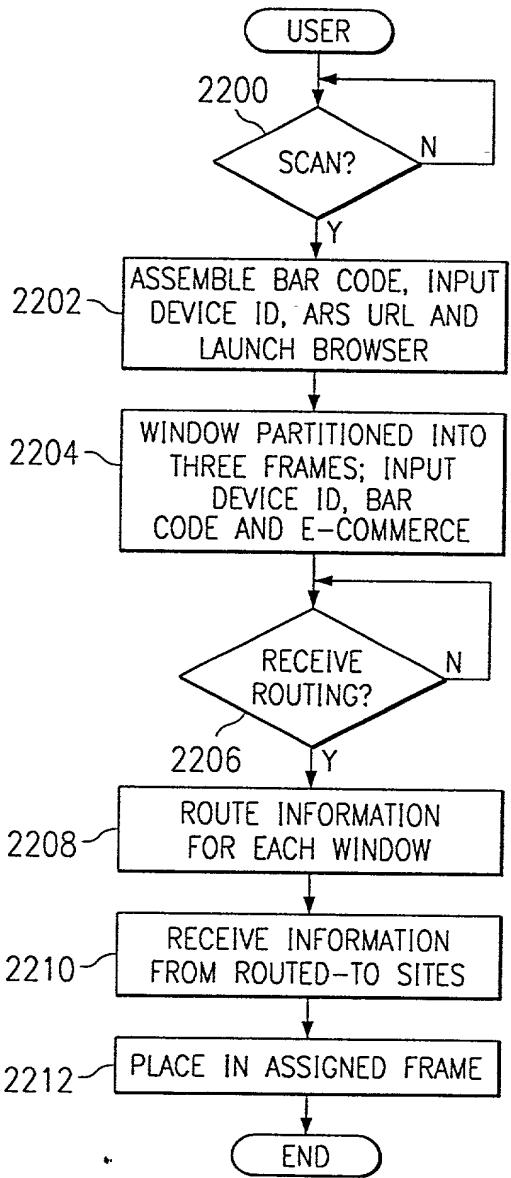 USER
2200
SCAN?
N
Y
2202
ASSEMBLE BAR CODE, INPUT
DEVICE ID, ARS URL AND
LAUNCH BROWSER
2204
WINDOW PARTITIONED INTO
THREE FRAMES; INPUT
DEVICE ID, BAR
CODE AND E-COMMERCE
RECEIVE
ROUTING?
N
2206
Y
2208
ROUTE INFORMATION
FOR EACH WINDOW
2210
RECEIVE INFORMATION
FROM ROUTED-TO SITES
2212
PLACE IN ASSIGNED FRAME
END